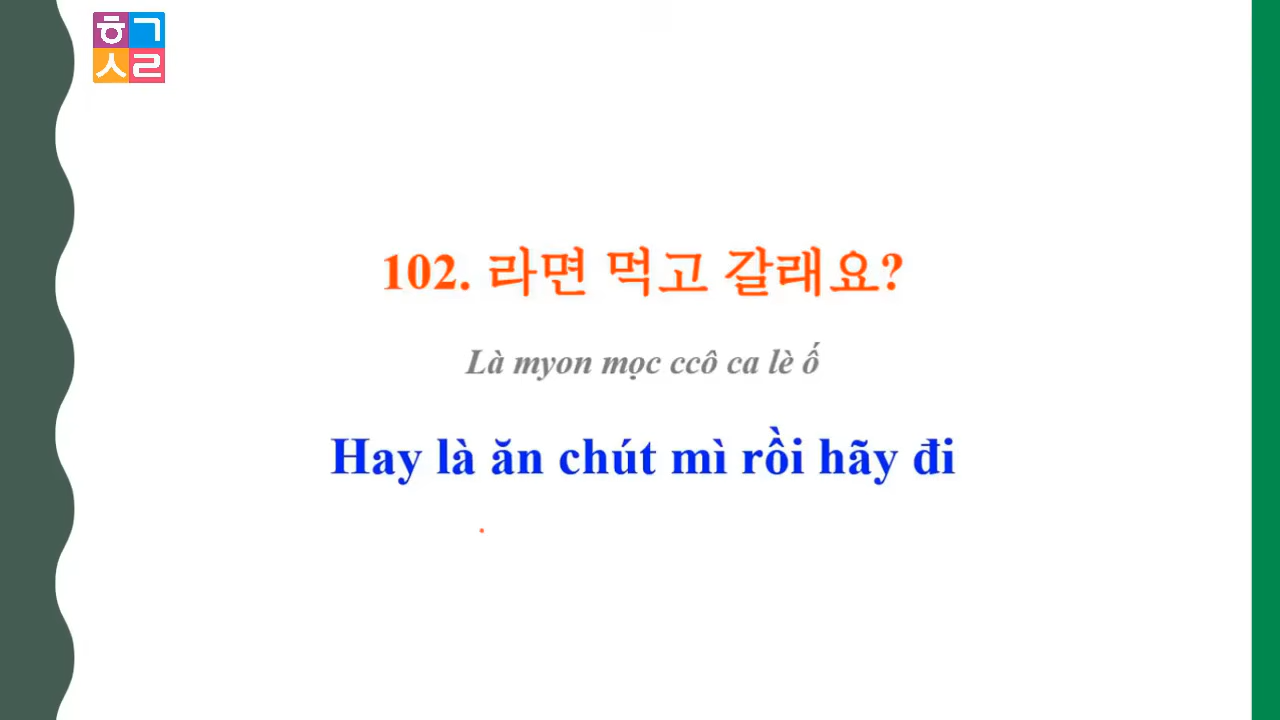 ㅎㄱ
ㅅㄹ
102. 라면 먹고 갈래요?
Là myon mọc ccô ca lè ố
Hay là ăn chút mì rồi hãy đi